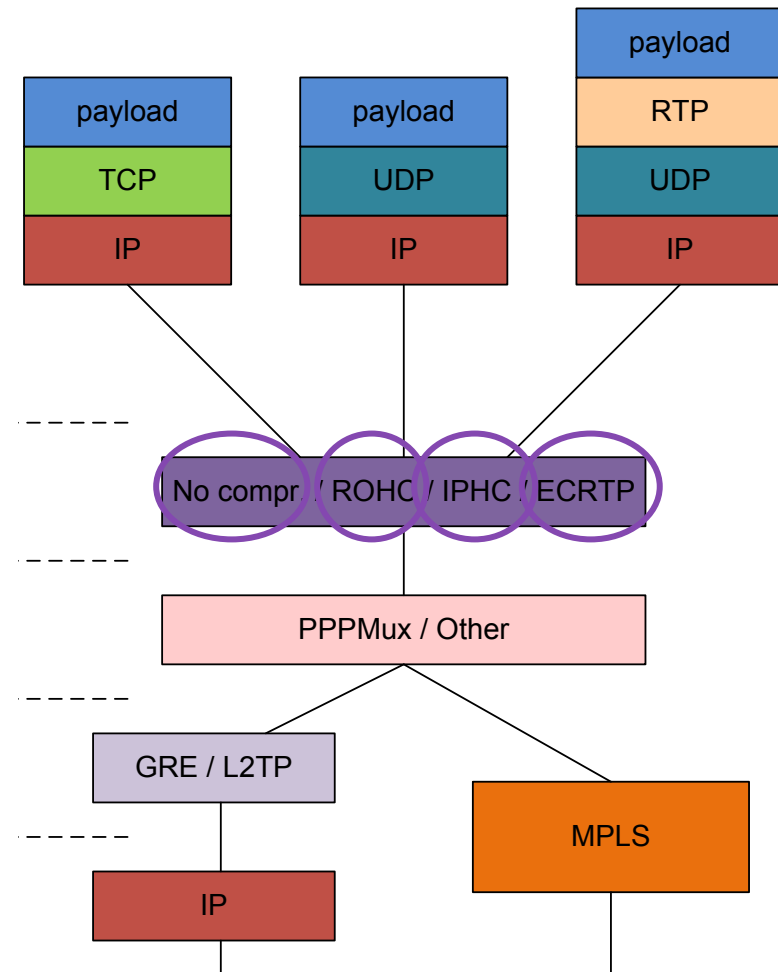 payload
TCP
IP
payload
UDP
IP
payload
RTP
UDP
IP
No compr. / ROHC / IPHC / ECRTP
PPPMux / Other
GRE / L2TP
IP
MPLS